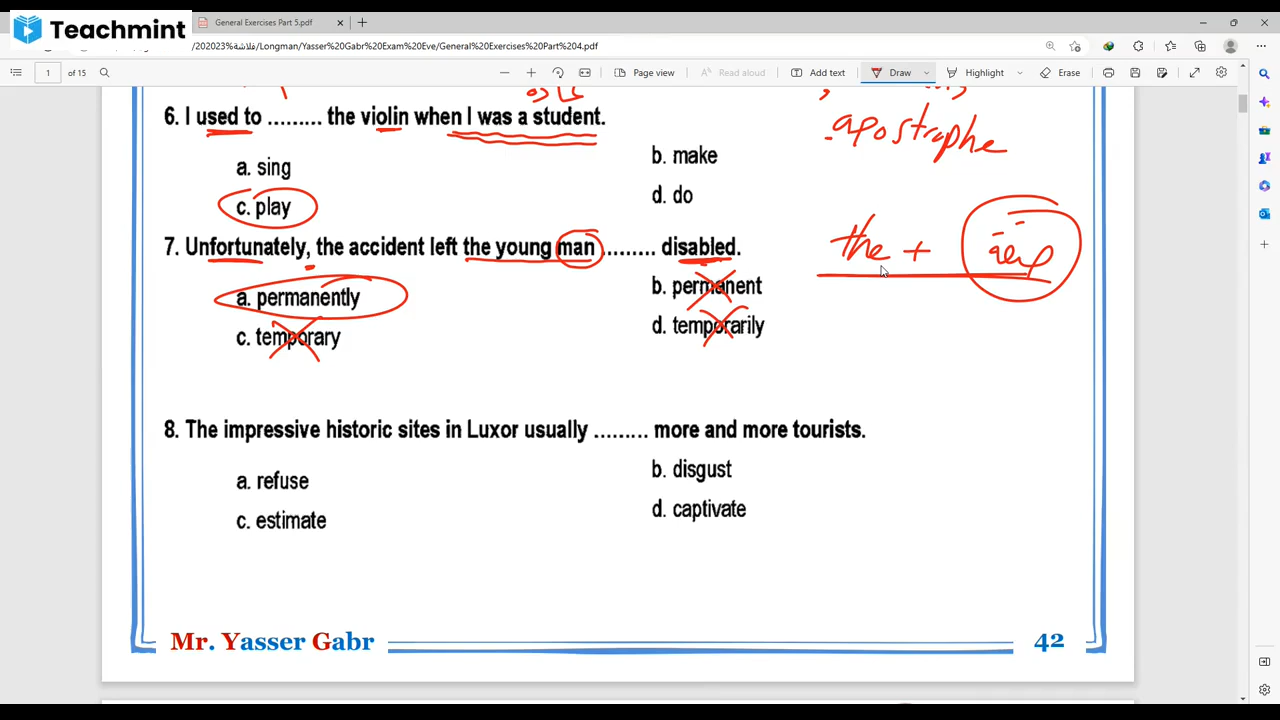 Teachmint
General Exercises Part 5.pdf
202023/فلاشة%20/Longman/Yasser%20Gabr%20Exam%20Eve/General%20Exercises%20Part%204.pdf
1 of 15
Page view
Read aloud
Add text
Draw
Highlight
Erase
6. I used to ......... the violin when I was a student.
apostrophe
a. sing
b. make
c. play
d. do
7. Unfortunately, the accident left the young man ......... disabled.
the + صفة
a. permanently
b. permanent
c. temporary
d. temporarily
8. The impressive historic sites in Luxor usually ......... more and more tourists.
a. refuse
b. disgust
c. estimate
d. captivate
Mr. Yasser Gabr
42